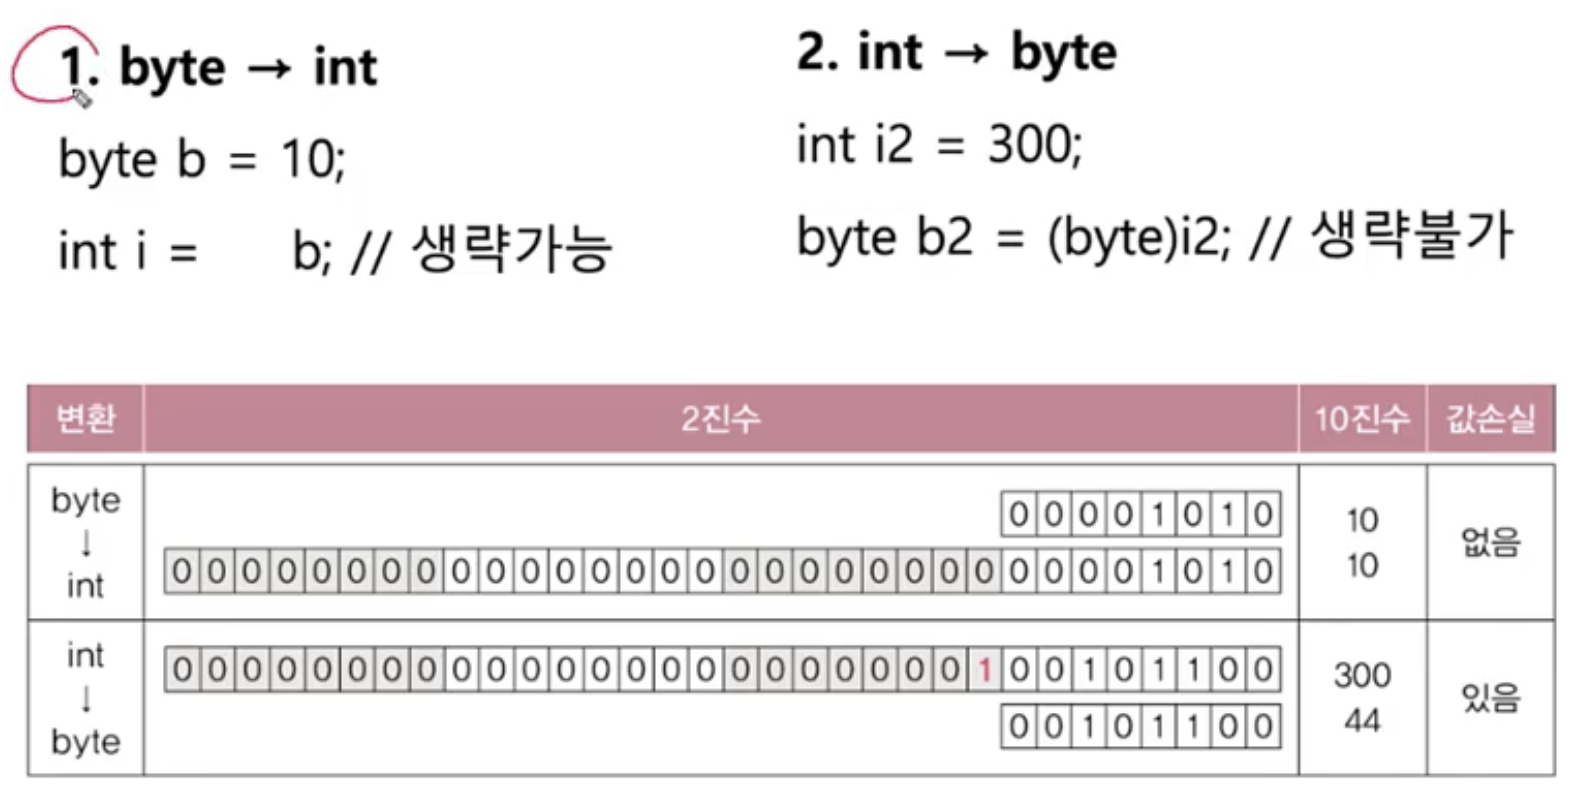 1. byte → int
byte b = 10;
int i = b; // 생략가능
2. int → byte
int i2 = 300;
byte b2 = (byte)i2; // 생략불가
변환 2진수 10진수 값손실
byte
↓
int
0 0 0 0 1 0 1 0
0 0 0 0 0 0 0 0 0 0 0 0 0 0 0 0 0 0 0 0 0 0 0 0 0 0 0 0 1 0 1 0
10
10
없음
int
↓
byte
0 0 0 0 0 0 0 0 0 0 0 0 0 0 0 0 0 0 0 0 0 0 0 1 0 0 1 0 1 1 0 0
0 0 1 0 1 1 0 0
300
44
있음